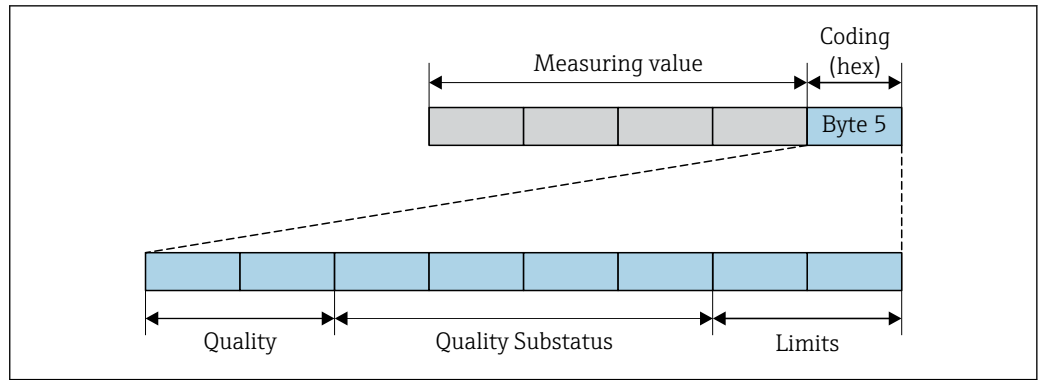 Coding
Measuring value
(hex)
Byte 5
Quality
Quality Substatus
Limits